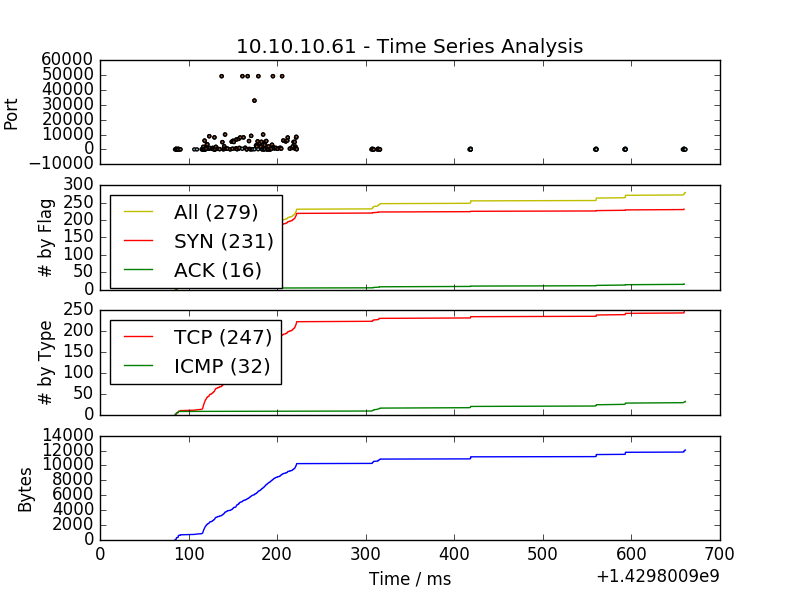 10.10.10.61 - Time Series Analysis
Port
60000
50000
40000
30000
20000
10000
0
−10000
# by Flag
300
250
200
150
100
50
0
All (279)
SYN (231)
ACK (16)
# by Type
250
200
150
100
50
0
TCP (247)
ICMP (32)
Bytes
14000
12000
10000
8000
6000
4000
2000
0
0 100 200 300 400 500 600 700
Time / ms
+1.4298009e9